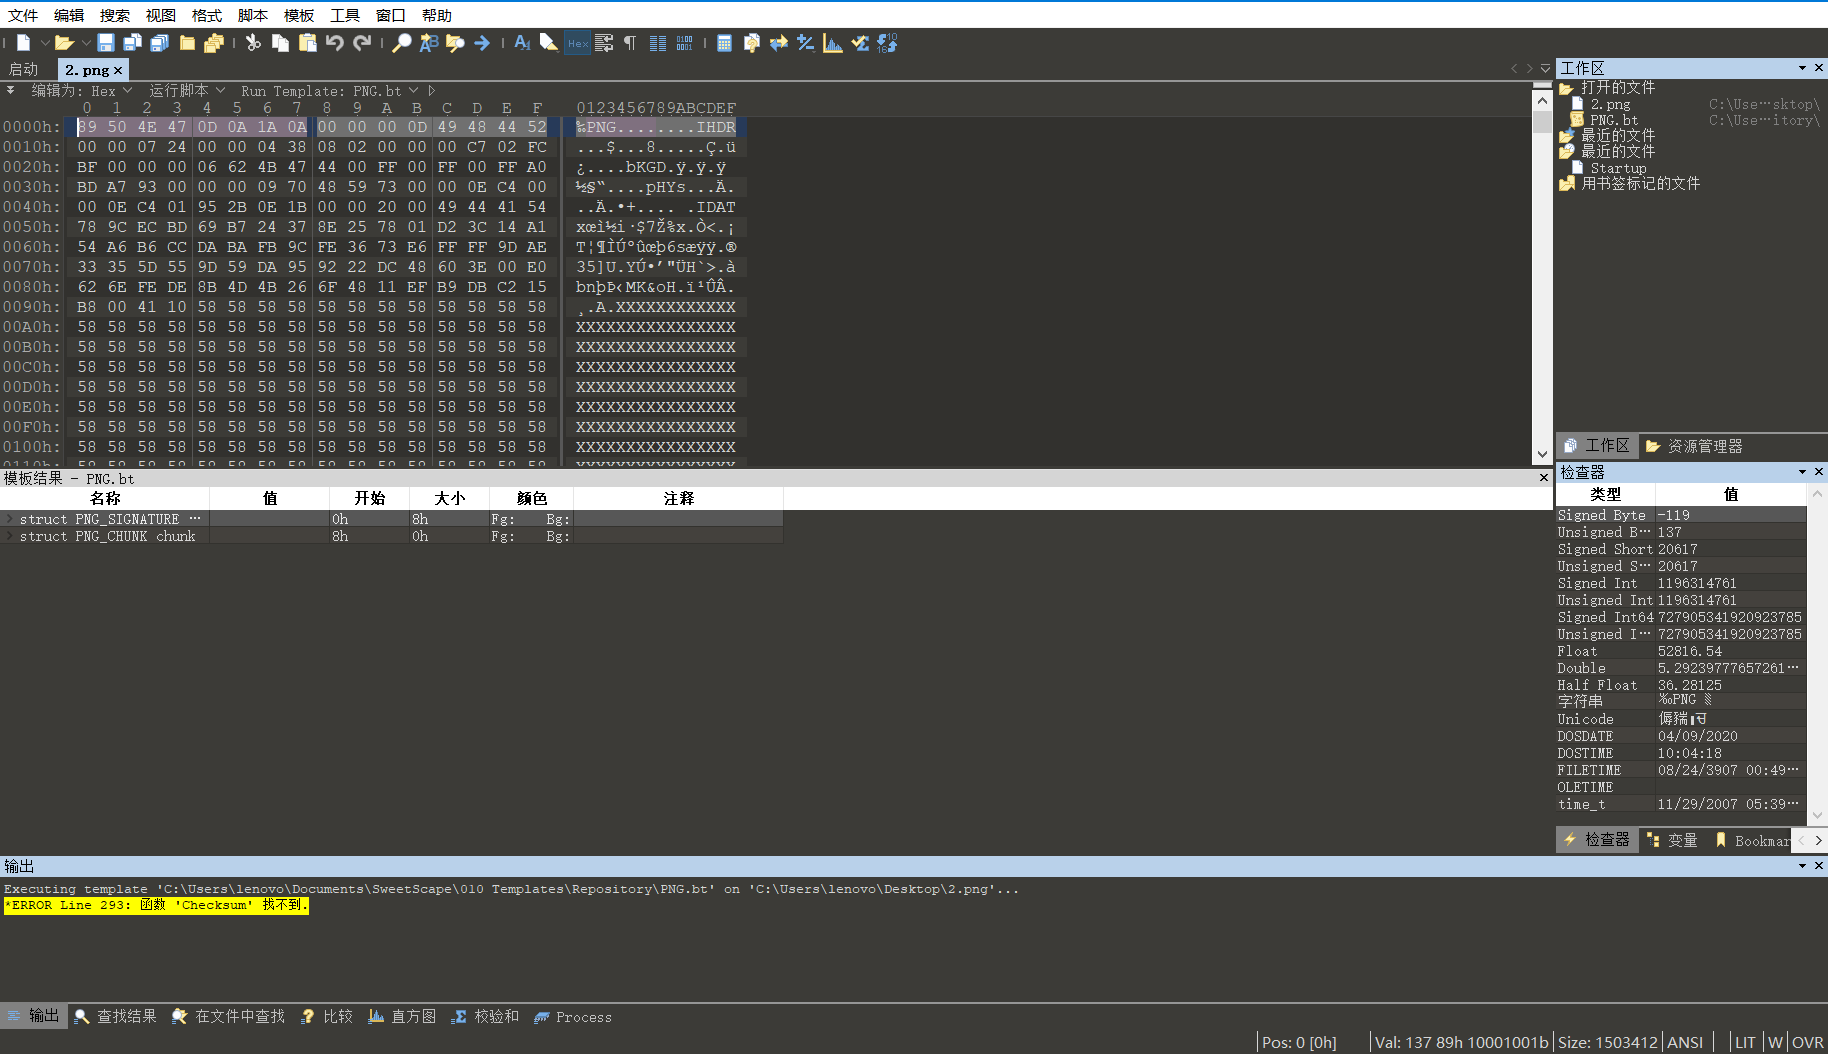 文件 编辑 搜索 视图 格式 脚本 模板 工具 窗口 帮助
启动 2.png ×
编辑为: Hex 运行脚本 Run Template: PNG.bt
0 1 2 3 4 5 6 7 8 9 A B C D E F 0123456789ABCDEF
0000h: 89 50 4E 47 0D 0A 1A 0A 00 00 00 0D 49 48 44 52 ‰PNG........IHDR
0010h: 00 00 07 24 00 00 04 38 08 02 00 00 00 C7 02 FC ...$...8.....Ç.ü
0020h: BF 00 00 00 06 62 4B 47 44 00 FF 00 FF 00 FF A0 ¿....bKGD.ÿ.ÿ.ÿ
0030h: BD A7 93 00 00 00 09 70 48 59 73 00 00 0E C4 00 ½§“....pHYs...Ä.
0040h: 00 0E C4 01 95 2B 0E 1B 00 00 20 00 49 44 41 54 ..Ä.•+.... .IDAT
0050h: 78 9C EC BD 69 B7 24 37 8E 25 78 01 D2 3C 14 A1 xœì½i·$7Ž%x.Ò<.¡
0060h: 54 A6 B6 CC DA BA FB 9C FE 36 73 E6 FF FF 9D AE T¦¶ÌÚºûœþ6sæÿÿ.®
0070h: 33 35 5D 55 9D 59 DA 95 92 22 DC 48 60 3E 00 E0 35]U.YÚ•’"ÜH`>.à
0080h: 62 6E FE DE 8B 4D 4B 26 6F 48 11 EF B9 DB C2 15 bnþÞ‹MK&oH.ï¹ÛÂ.
0090h: B8 00 41 10 58 58 58 58 58 58 58 58 58 58 58 58 ¸.A.XXXXXXXXXXXX
00A0h: 58 58 58 58 58 58 58 58 58 58 58 58 58 58 58 58 XXXXXXXXXXXXXXXX
00B0h: 58 58 58 58 58 58 58 58 58 58 58 58 58 58 58 58 XXXXXXXXXXXXXXXX
00C0h: 58 58 58 58 58 58 58 58 58 58 58 58 58 58 58 58 XXXXXXXXXXXXXXXX
00D0h: 58 58 58 58 58 58 58 58 58 58 58 58 58 58 58 58 XXXXXXXXXXXXXXXX
00E0h: 58 58 58 58 58 58 58 58 58 58 58 58 58 58 58 58 XXXXXXXXXXXXXXXX
00F0h: 58 58 58 58 58 58 58 58 58 58 58 58 58 58 58 58 XXXXXXXXXXXXXXXX
0100h: 58 58 58 58 58 58 58 58 58 58 58 58 58 58 58 58 XXXXXXXXXXXXXXXX
模板结果 - PNG.bt
名称 值 开始 大小 颜色 注释
struct PNG_SIGNATURE ··· 0h 8h Fg: Bg:
struct PNG_CHUNK chunk 8h 0h Fg: Bg:
工作区
打开的文件
2.png C:\Use···sktop\
PNG.bt C:\Use···itory\
最近的文件
最近的文件
Startup
用书签标记的文件
工作区 资源管理器
检查器
类型 值
Signed Byte -119
Unsigned B··· 137
Signed Short 20617
Unsigned S··· 20617
Signed Int 1196314761
Unsigned Int 1196314761
Signed Int64 727905341920923785
Unsigned I··· 727905341920923785
Float 52816.54
Double 5.29239777657261···
Half Float 36.28125
字符串 ‰PNG
Unicode
DOSDATE 04/09/2020
DOSTIME 10:04:18
FILETIME 08/24/3907 00:49···
OLETIME
time_t 11/29/2007 05:39···
检查器 变量 Bookmar
输出
Executing template 'C:\Users\lenovo\Documents\SweetScape\010 Templates\Repository\PNG.bt' on 'C:\Users\lenovo\Desktop\2.png'...
*ERROR Line 293: 函数 'Checksum' 找不到.
输出 查找结果 在文件中查找 比较 直方图 校验和 Process
Pos: 0 [0h] Val: 137 89h 10001001b Size: 1503412 ANSI LIT W OVR